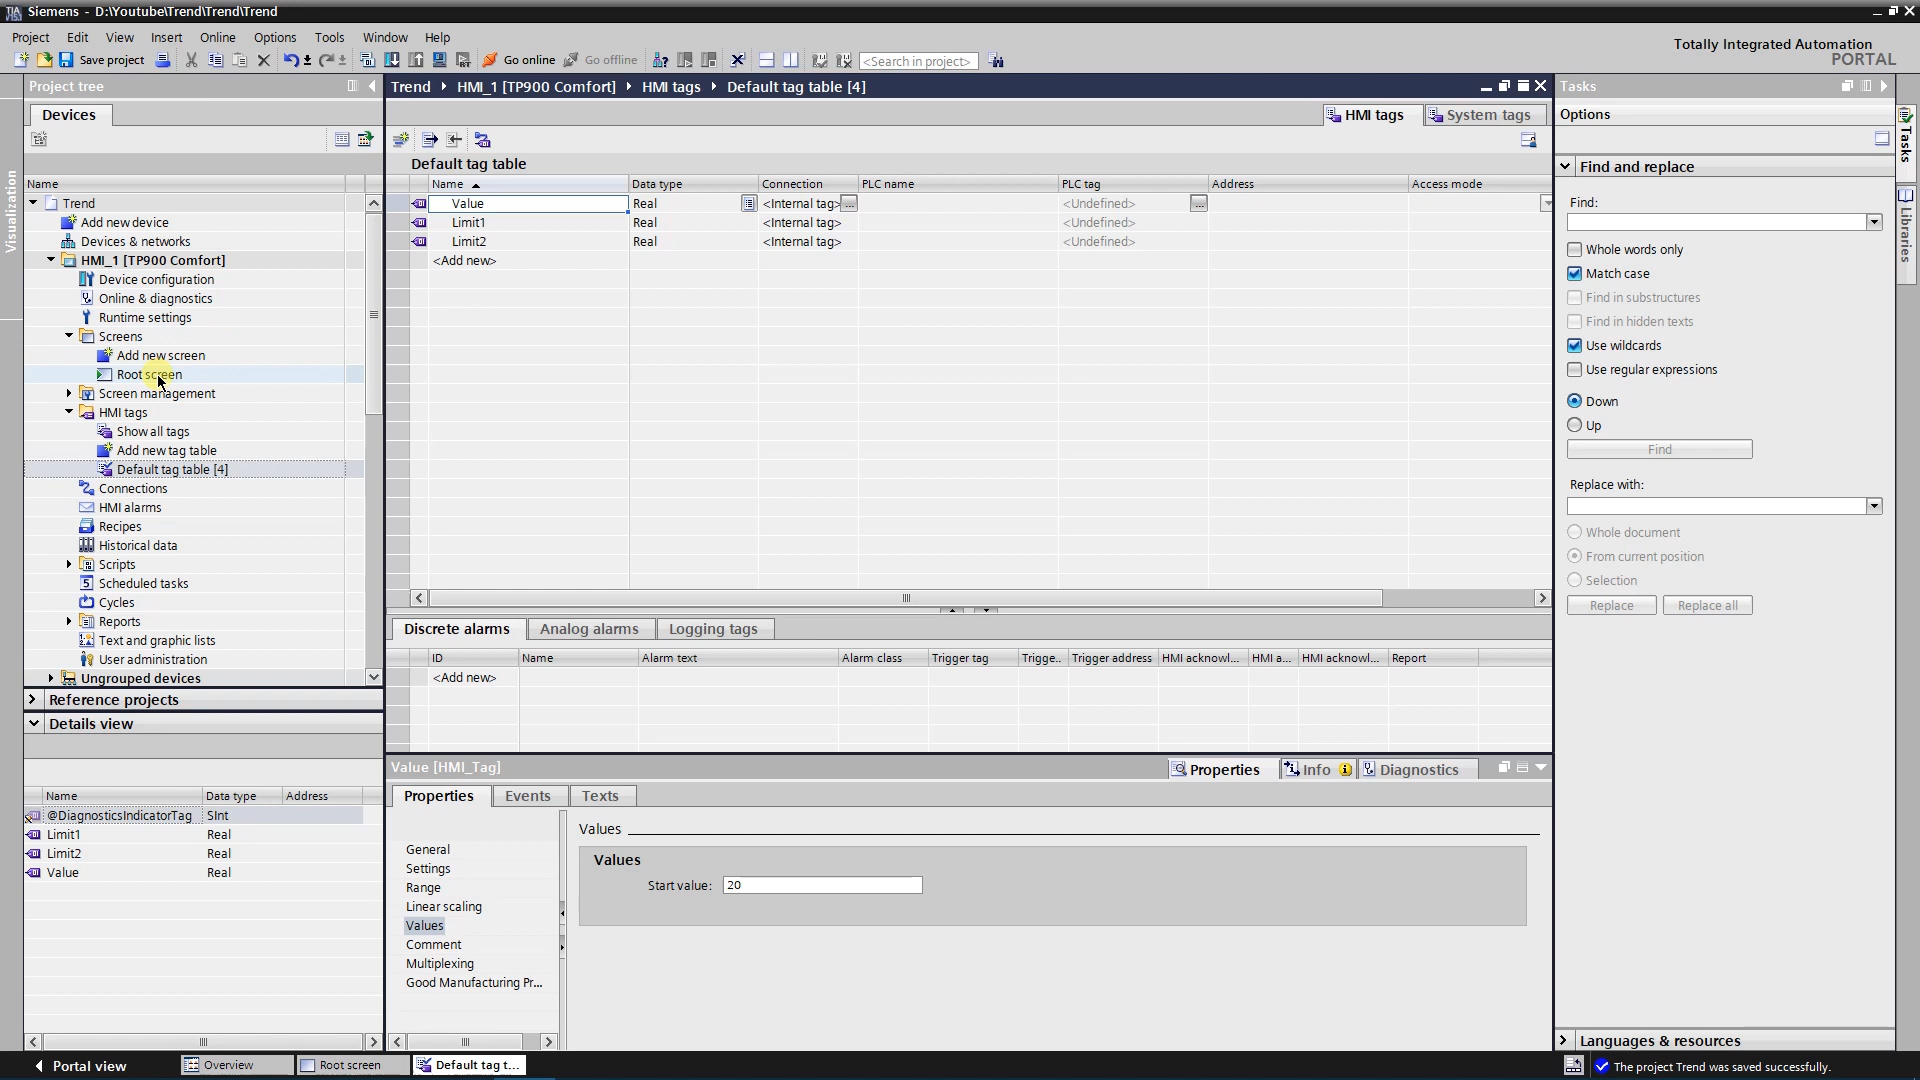 Siemens - D:\Youtube\Trend\Trend\Trend
Project Edit View Insert Online Options Tools Window Help
Totally Integrated Automation
PORTAL
Save project
Go online
Go offline
<Search in project>
Project tree
Trend HMI_1 [TP900 Comfort] HMI tags Default tag table [4]
Tasks
Devices
HMI tags
System tags
Options
Visualization
Tasks
Libraries
Name
Trend
Add new device
Devices & networks
HMI_1 [TP900 Comfort]
Device configuration
Online & diagnostics
Runtime settings
Screens
Add new screen
Root screen
Screen management
HMI tags
Show all tags
Add new tag table
Default tag table [4]
Connections
HMI alarms
Recipes
Historical data
Scripts
Scheduled tasks
Cycles
Reports
Text and graphic lists
User administration
Ungrouped devices
Reference projects
Details view
Name Data type Address
@DiagnosticsIndicatorTag SInt
Limit1 Real
Limit2 Real
Value Real
Default tag table
Name Data type Connection PLC name PLC tag Address Access mode
Value Real <Internal tag> ... <Undefined> ...
Limit1 Real <Internal tag> <Undefined>
Limit2 Real <Internal tag> <Undefined>
<Add new>
Discrete alarms Analog alarms Logging tags
ID Name Alarm text Alarm class Trigger tag Trigge.. Trigger address HMI acknowl... HMI a... HMI acknowl... Report
<Add new>
Value [HMI_Tag]
Properties Info Diagnostics
Properties Events Texts
General
Settings
Range
Linear scaling
Values
Comment
Multiplexing
Good Manufacturing Pr...
Values
Values
Start value: 20
Find and replace
Find:
Whole words only
Match case
Find in substructures
Find in hidden texts
Use wildcards
Use regular expressions
Down
Up
Find
Replace with:
Whole document
From current position
Selection
Replace Replace all
Languages & resources
Portal view
Overview
Root screen
Default tag t...
The project Trend was saved successfully.